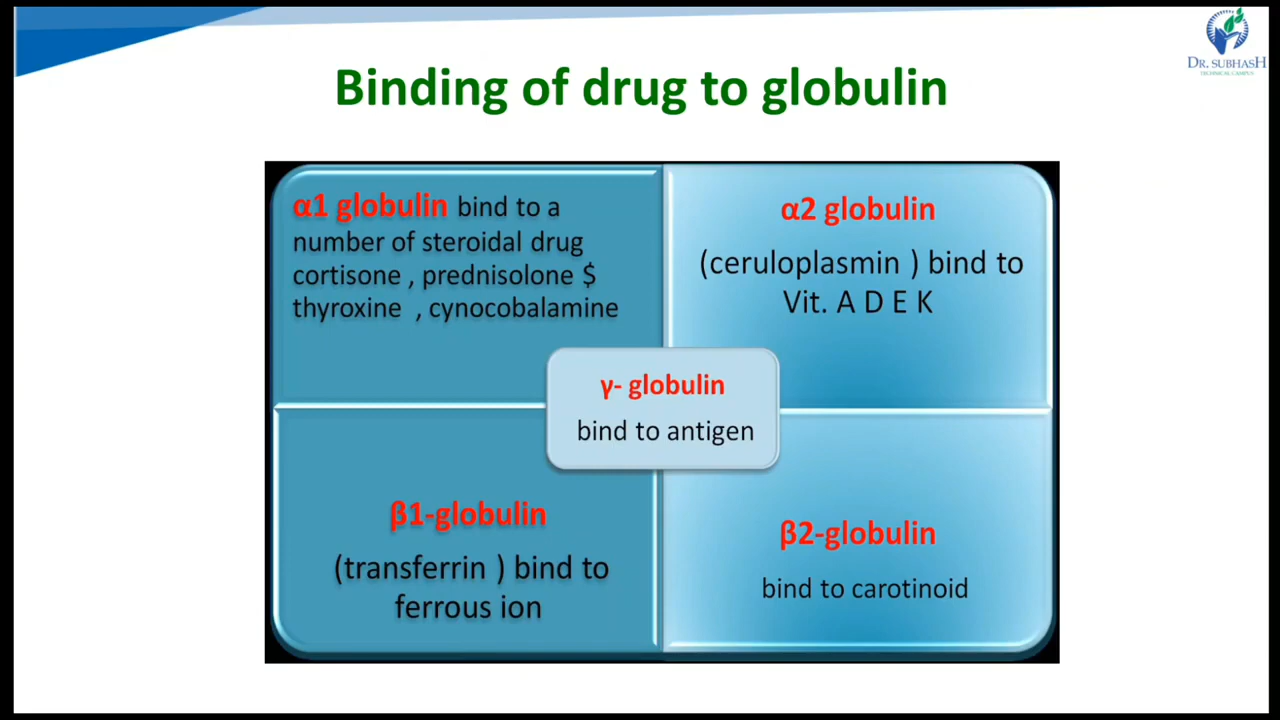 DR. SUBHASH
TECHNICAL CAMPUS
Binding of drug to globulin
α1 globulin bind to a
number of steroidal drug
cortisone , prednisolone $
thyroxine , cynocobalamine
α2 globulin
(ceruloplasmin ) bind to
Vit. A D E K
γ- globulin
bind to antigen
β1-globulin
(transferrin ) bind to
ferrous ion
β2-globulin
bind to carotinoid